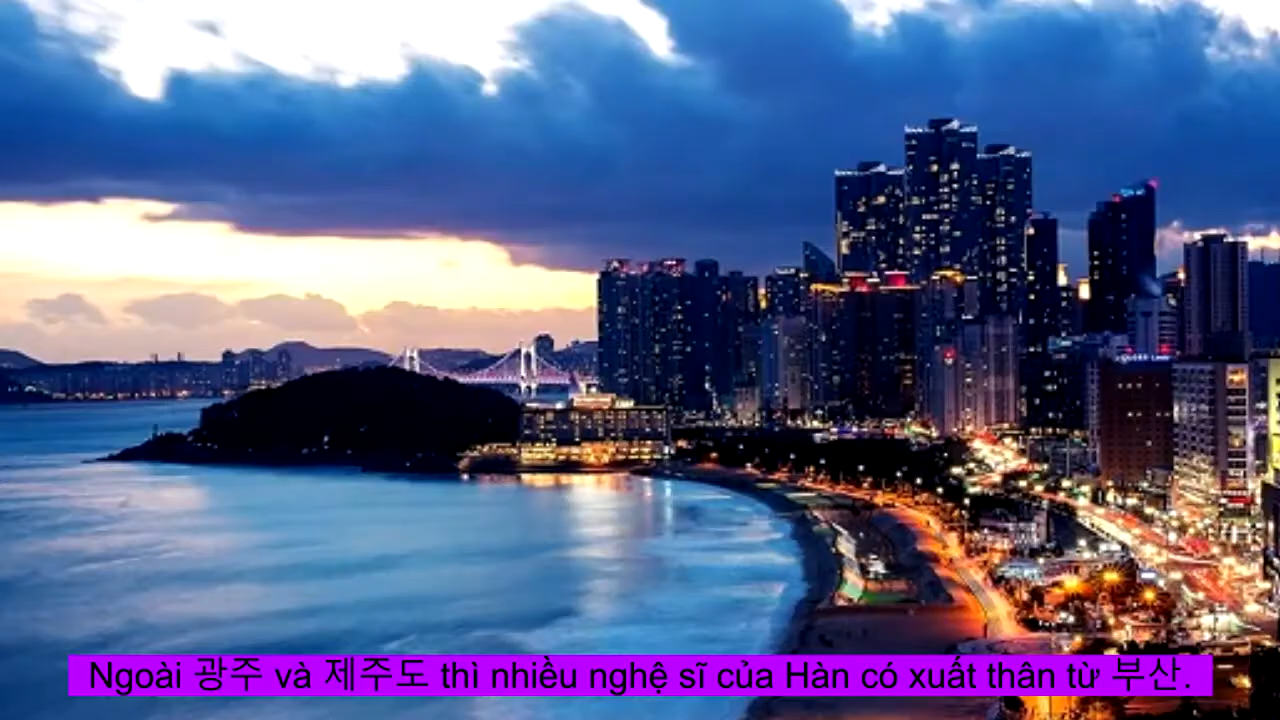 Ngoài 광주 và 제주도 thì nhiều nghệ sĩ của Hàn có xuất thân từ 부산.